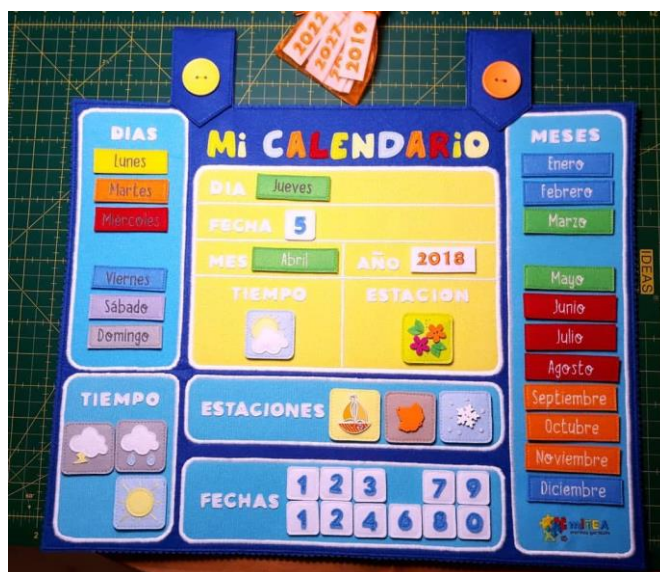 2022
2027
2019
Mi CALENDARiO
DIAS
Lunes
Martes
Miércoles
Viernes
Sábado
Domingo
DIA Jueves
FECHA 5
MES Abril AÑO 2018
TIEMPO ESTACION
MESES
Enero
Febrero
Marzo
Mayo
Junio
Julio
Agosto
Septiembre
Octubre
Noviembre
Diciembre
TIEMPO
ESTACIONES
FECHAS
1 2 3 7 9
1 2 4 6 8 0
miTEA
IDEAS